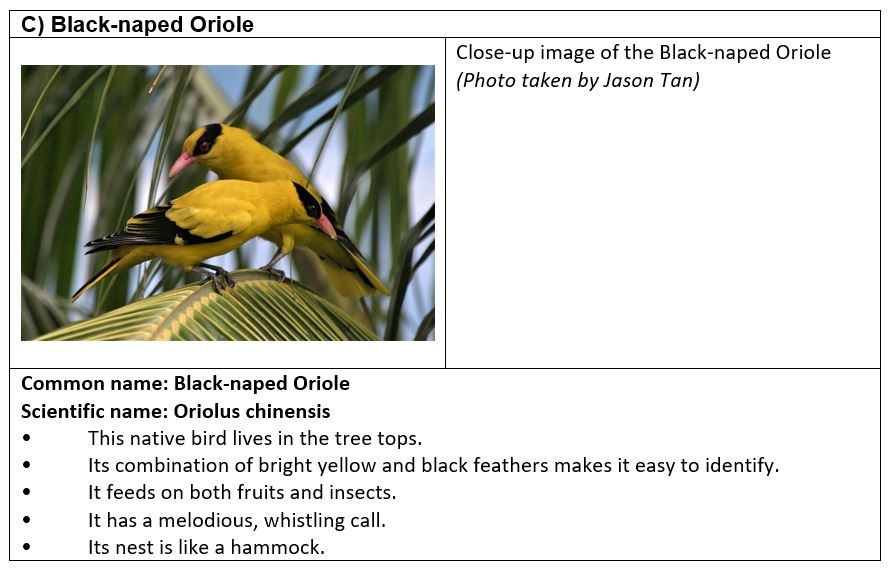 C) Black-naped Oriole
Close-up image of the Black-naped Oriole
(Photo taken by Jason Tan)
Common name: Black-naped Oriole
Scientific name: Oriolus chinensis
• This native bird lives in the tree tops.
• Its combination of bright yellow and black feathers makes it easy to identify.
• It feeds on both fruits and insects.
• It has a melodious, whistling call.
• Its nest is like a hammock.